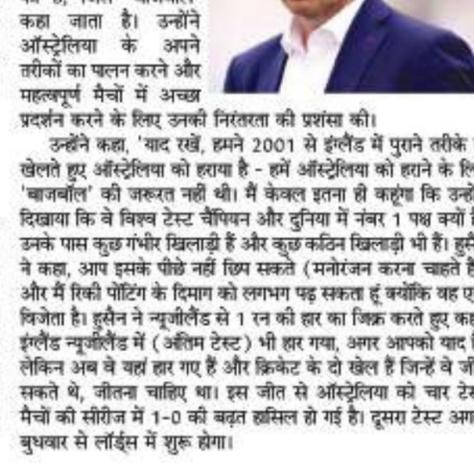 कहा जाता है। उन्होंने
ऑस्ट्रेलिया के अपने
तरीकों का पालन करने और
महत्वपूर्ण मैचों में अच्छा
प्रदर्शन करने के लिए उनकी निरंतरता की प्रशंसा की।
उन्होंने कहा, 'याद रखें, हमने 2001 से इंग्लैंड में पुराने तरीके
खेलते हुए ऑस्ट्रेलिया को हराया है - हमें ऑस्ट्रेलिया को हराने के
'बाजबॉल' की जरूरत नहीं थी। मैं केवल इतना ही कहूंगा कि
दिखाया कि वे विश्व टेस्ट चैंपियन और दुनिया में नंबर 1 पक्ष क्यों
उनके पास कुछ गंभीर खिलाड़ी हैं और कुछ कठिन खिलाड़ी भी हैं।
ने कहा, आप इसके पीछे नहीं छिप सकते (मनोरंजन करना चाहते
और मैं रिकी पोंटिंग के दिमाग को लगभग पढ़ सकता हूं क्योंकि वह
विजेता है। हुसैन ने न्यूजीलैंड से 1 रन की हार का जिक्र करते हुए
इंग्लैंड न्यूजीलैंड में (अंतिम टेस्ट) भी हार गया, अगर आपको याद
लेकिन अब वे यहां हार गए हैं और क्रिकेट के दो खेल हैं जिन्हें वे
सकते थे, जीतना चाहिए था। इस जीत से ऑस्ट्रेलिया को चार
मैचों की सीरीज में 1-0 की बढ़त हासिल हो गई है। दूसरा टेस्ट
बुधवार से लॉर्ड्स में शुरू होगा।